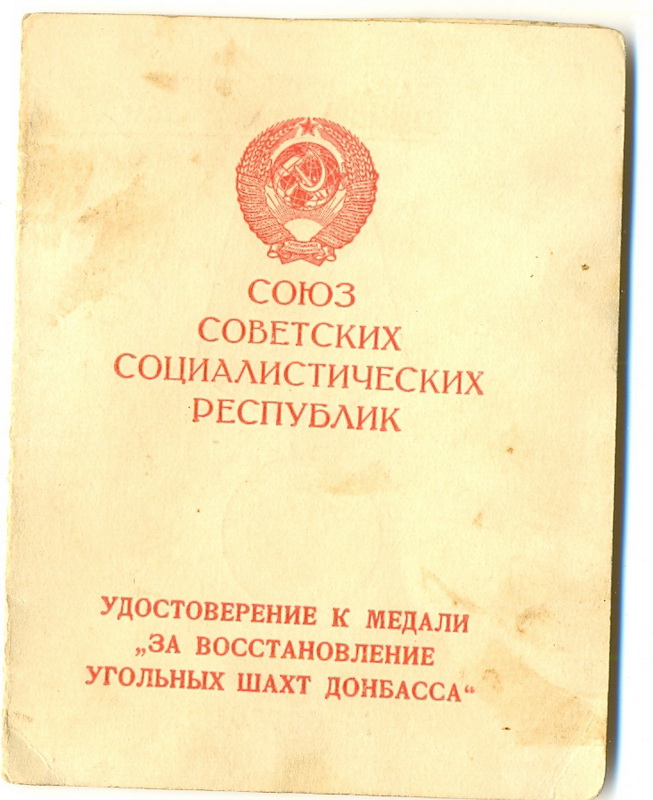 СОЮЗ
СОВЕТСКИХ
СОЦИАЛИСТИЧЕСКИХ
РЕСПУБЛИК
УДОСТОВЕРЕНИЕ К МЕДАЛИ
„ЗА ВОССТАНОВЛЕНИЕ
УГОЛЬНЫХ ШАХТ ДОНБАССА“